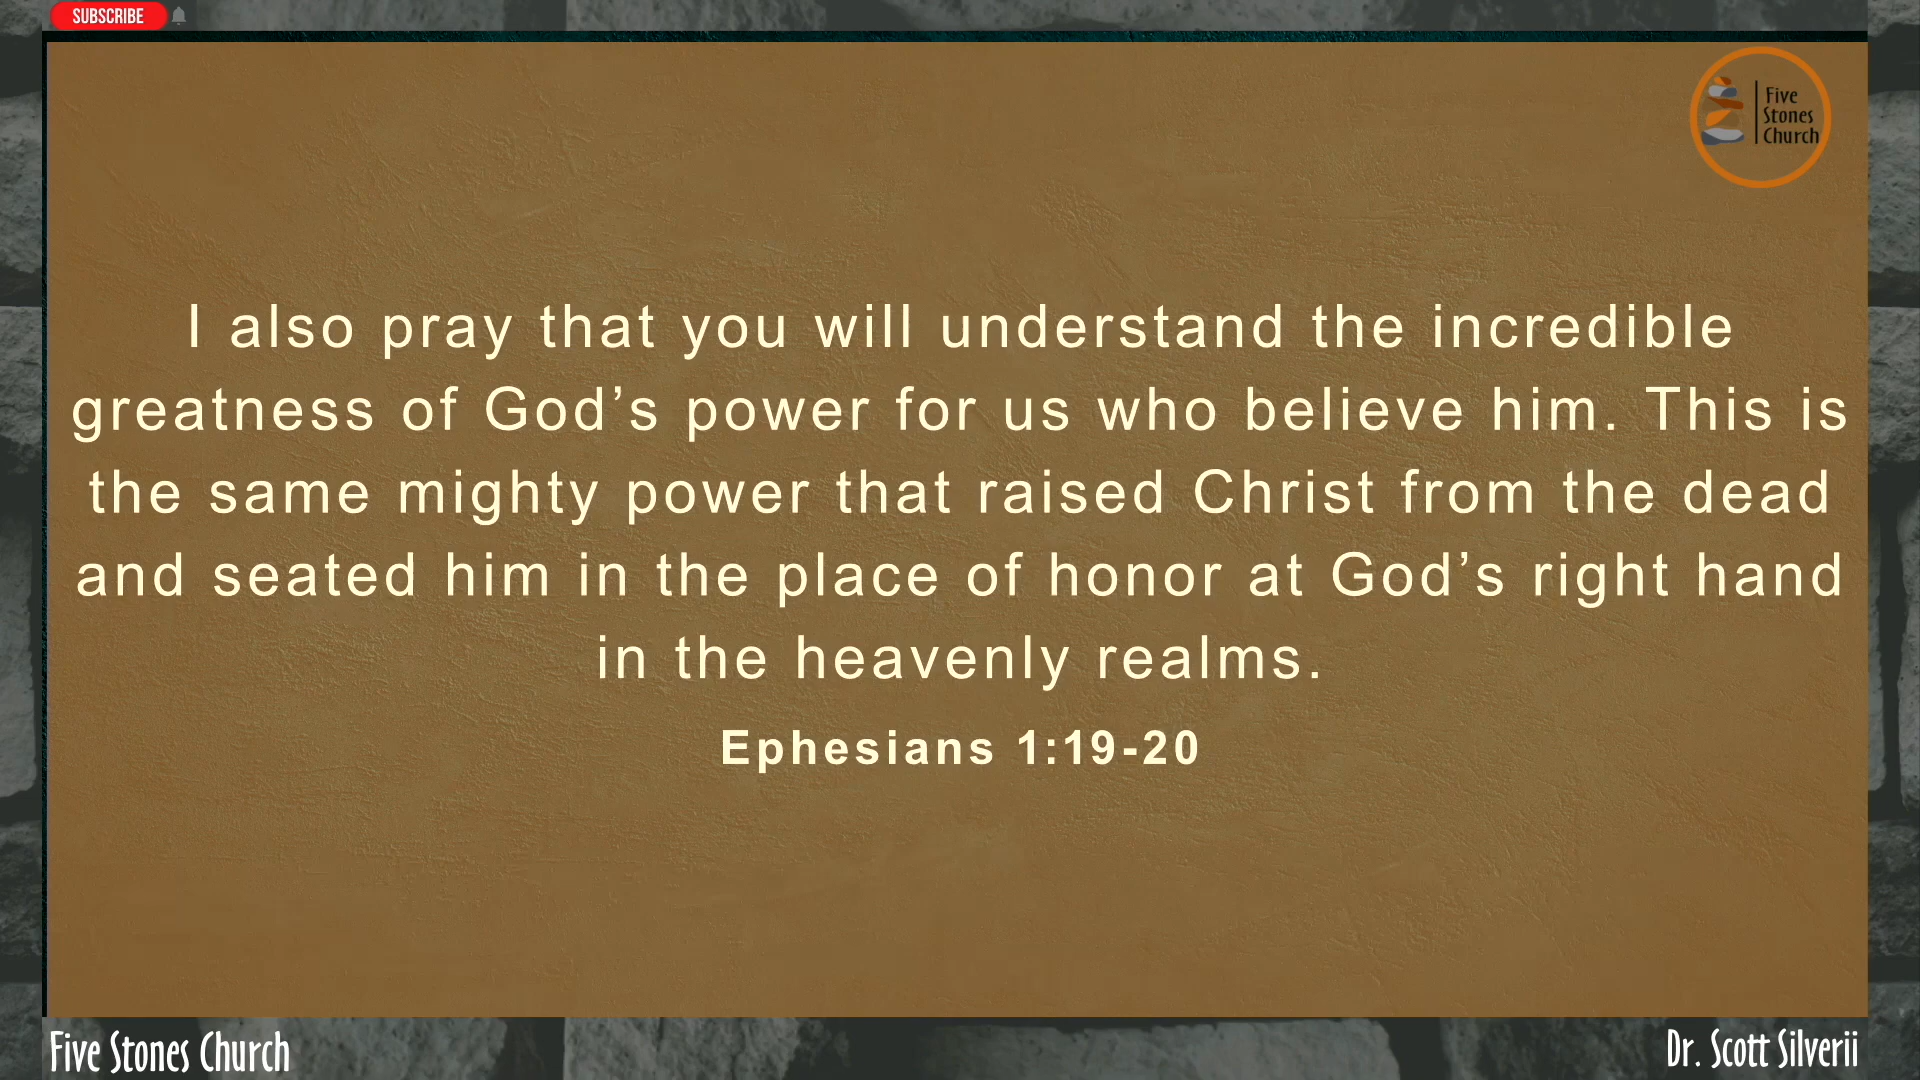 SUBSCRIBE
Five
Stones
Church
I also pray that you will understand the incredible
greatness of God’s power for us who believe him. This is
the same mighty power that raised Christ from the dead
and seated him in the place of honor at God’s right hand
in the heavenly realms.
Ephesians 1:19-20
Five Stones Church
Dr. Scott Silverii